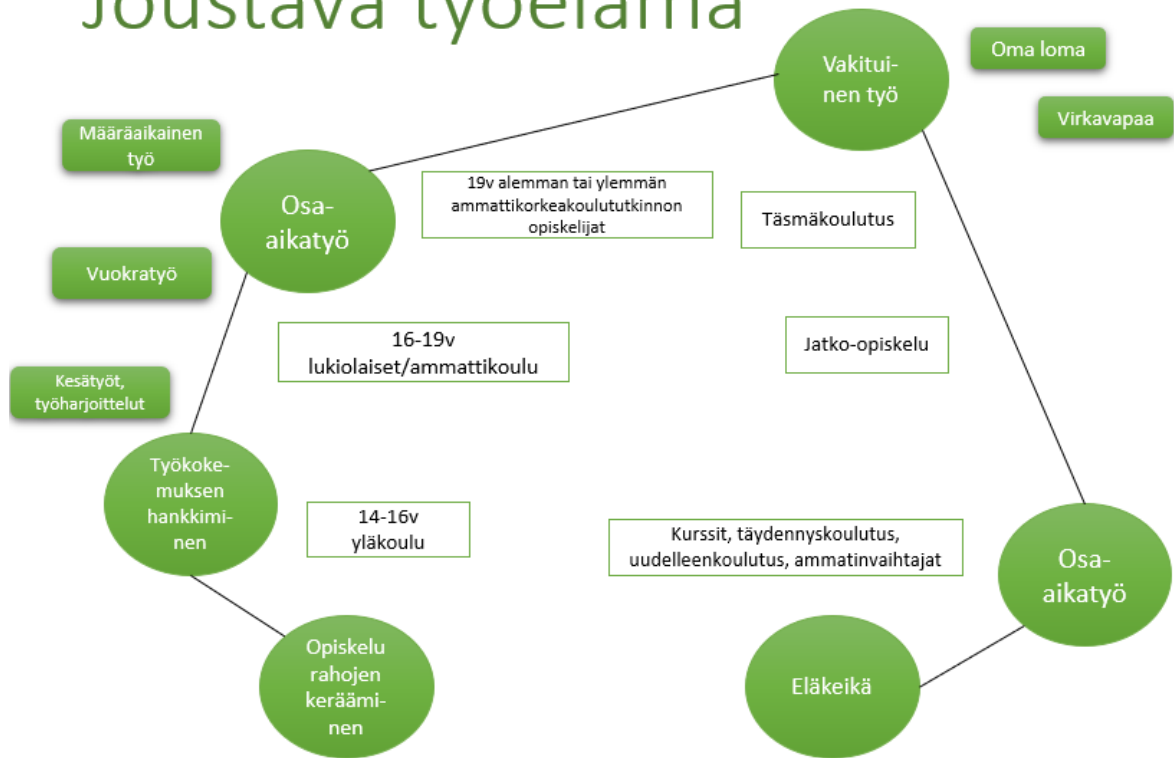 Joustava työelämä
Vakitui-
nen työ
Oma loma
Virkavapaa
Määräaikainen
työ
Osa-
aikatyö
19v alemman tai ylemmän
ammattikorkeakoulututkinnon
opiskelijat
Täsmäkoulutus
Vuokratyö
16-19v
lukiolaiset/ammattikoulu
Jatko-opiskelu
Kesätyöt,
työharjoittelut
Työkoke-
muksen
hankkimi-
nen
14-16v
yläkoulu
Kurssit, täydennyskoulutus,
uudelleenkoulutus, ammatinvaihtajat
Osa-
aikatyö
Opiskelu
rahojen
keräämi-
nen
Eläkeikä